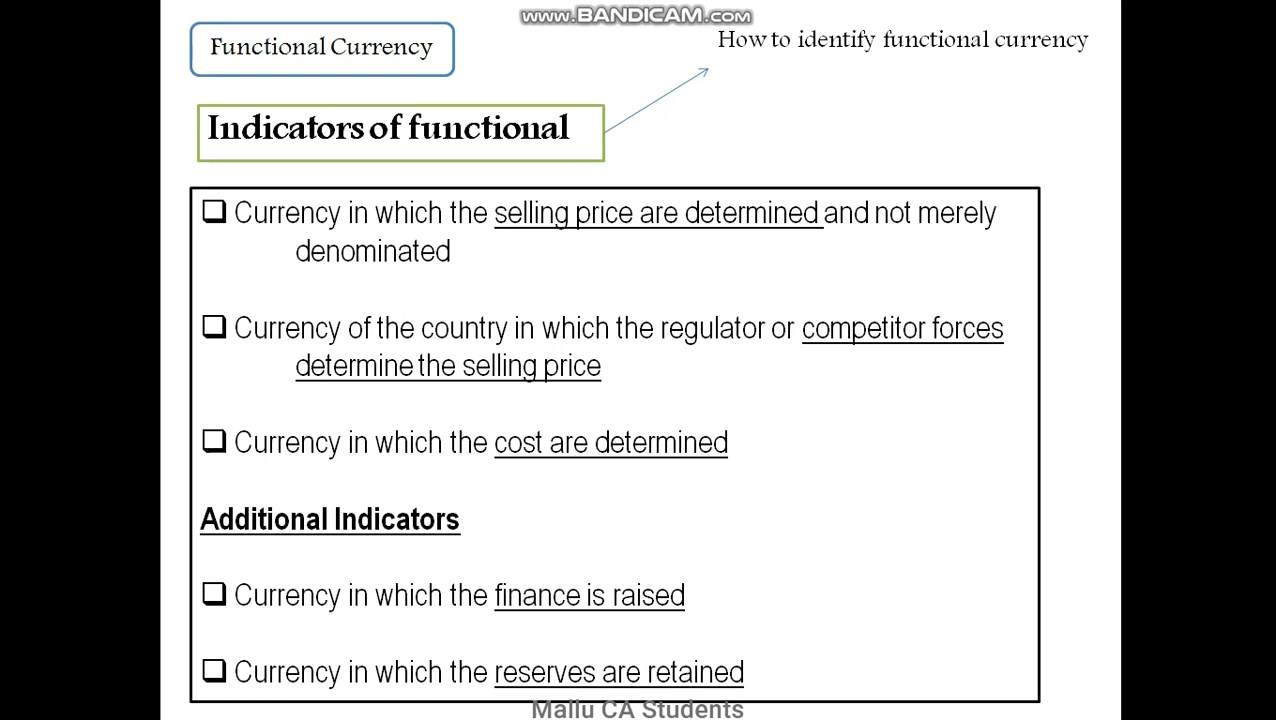 www.BANDICAM.com
Functional Currency
How to identify functional currency
Indicators of functional
❑ Currency in which the selling price are determined and not merely
denominated
❑ Currency of the country in which the regulator or competitor forces
determine the selling price
❑ Currency in which the cost are determined
Additional Indicators
❑ Currency in which the finance is raised
❑ Currency in which the reserves are retained
Mallu CA Students